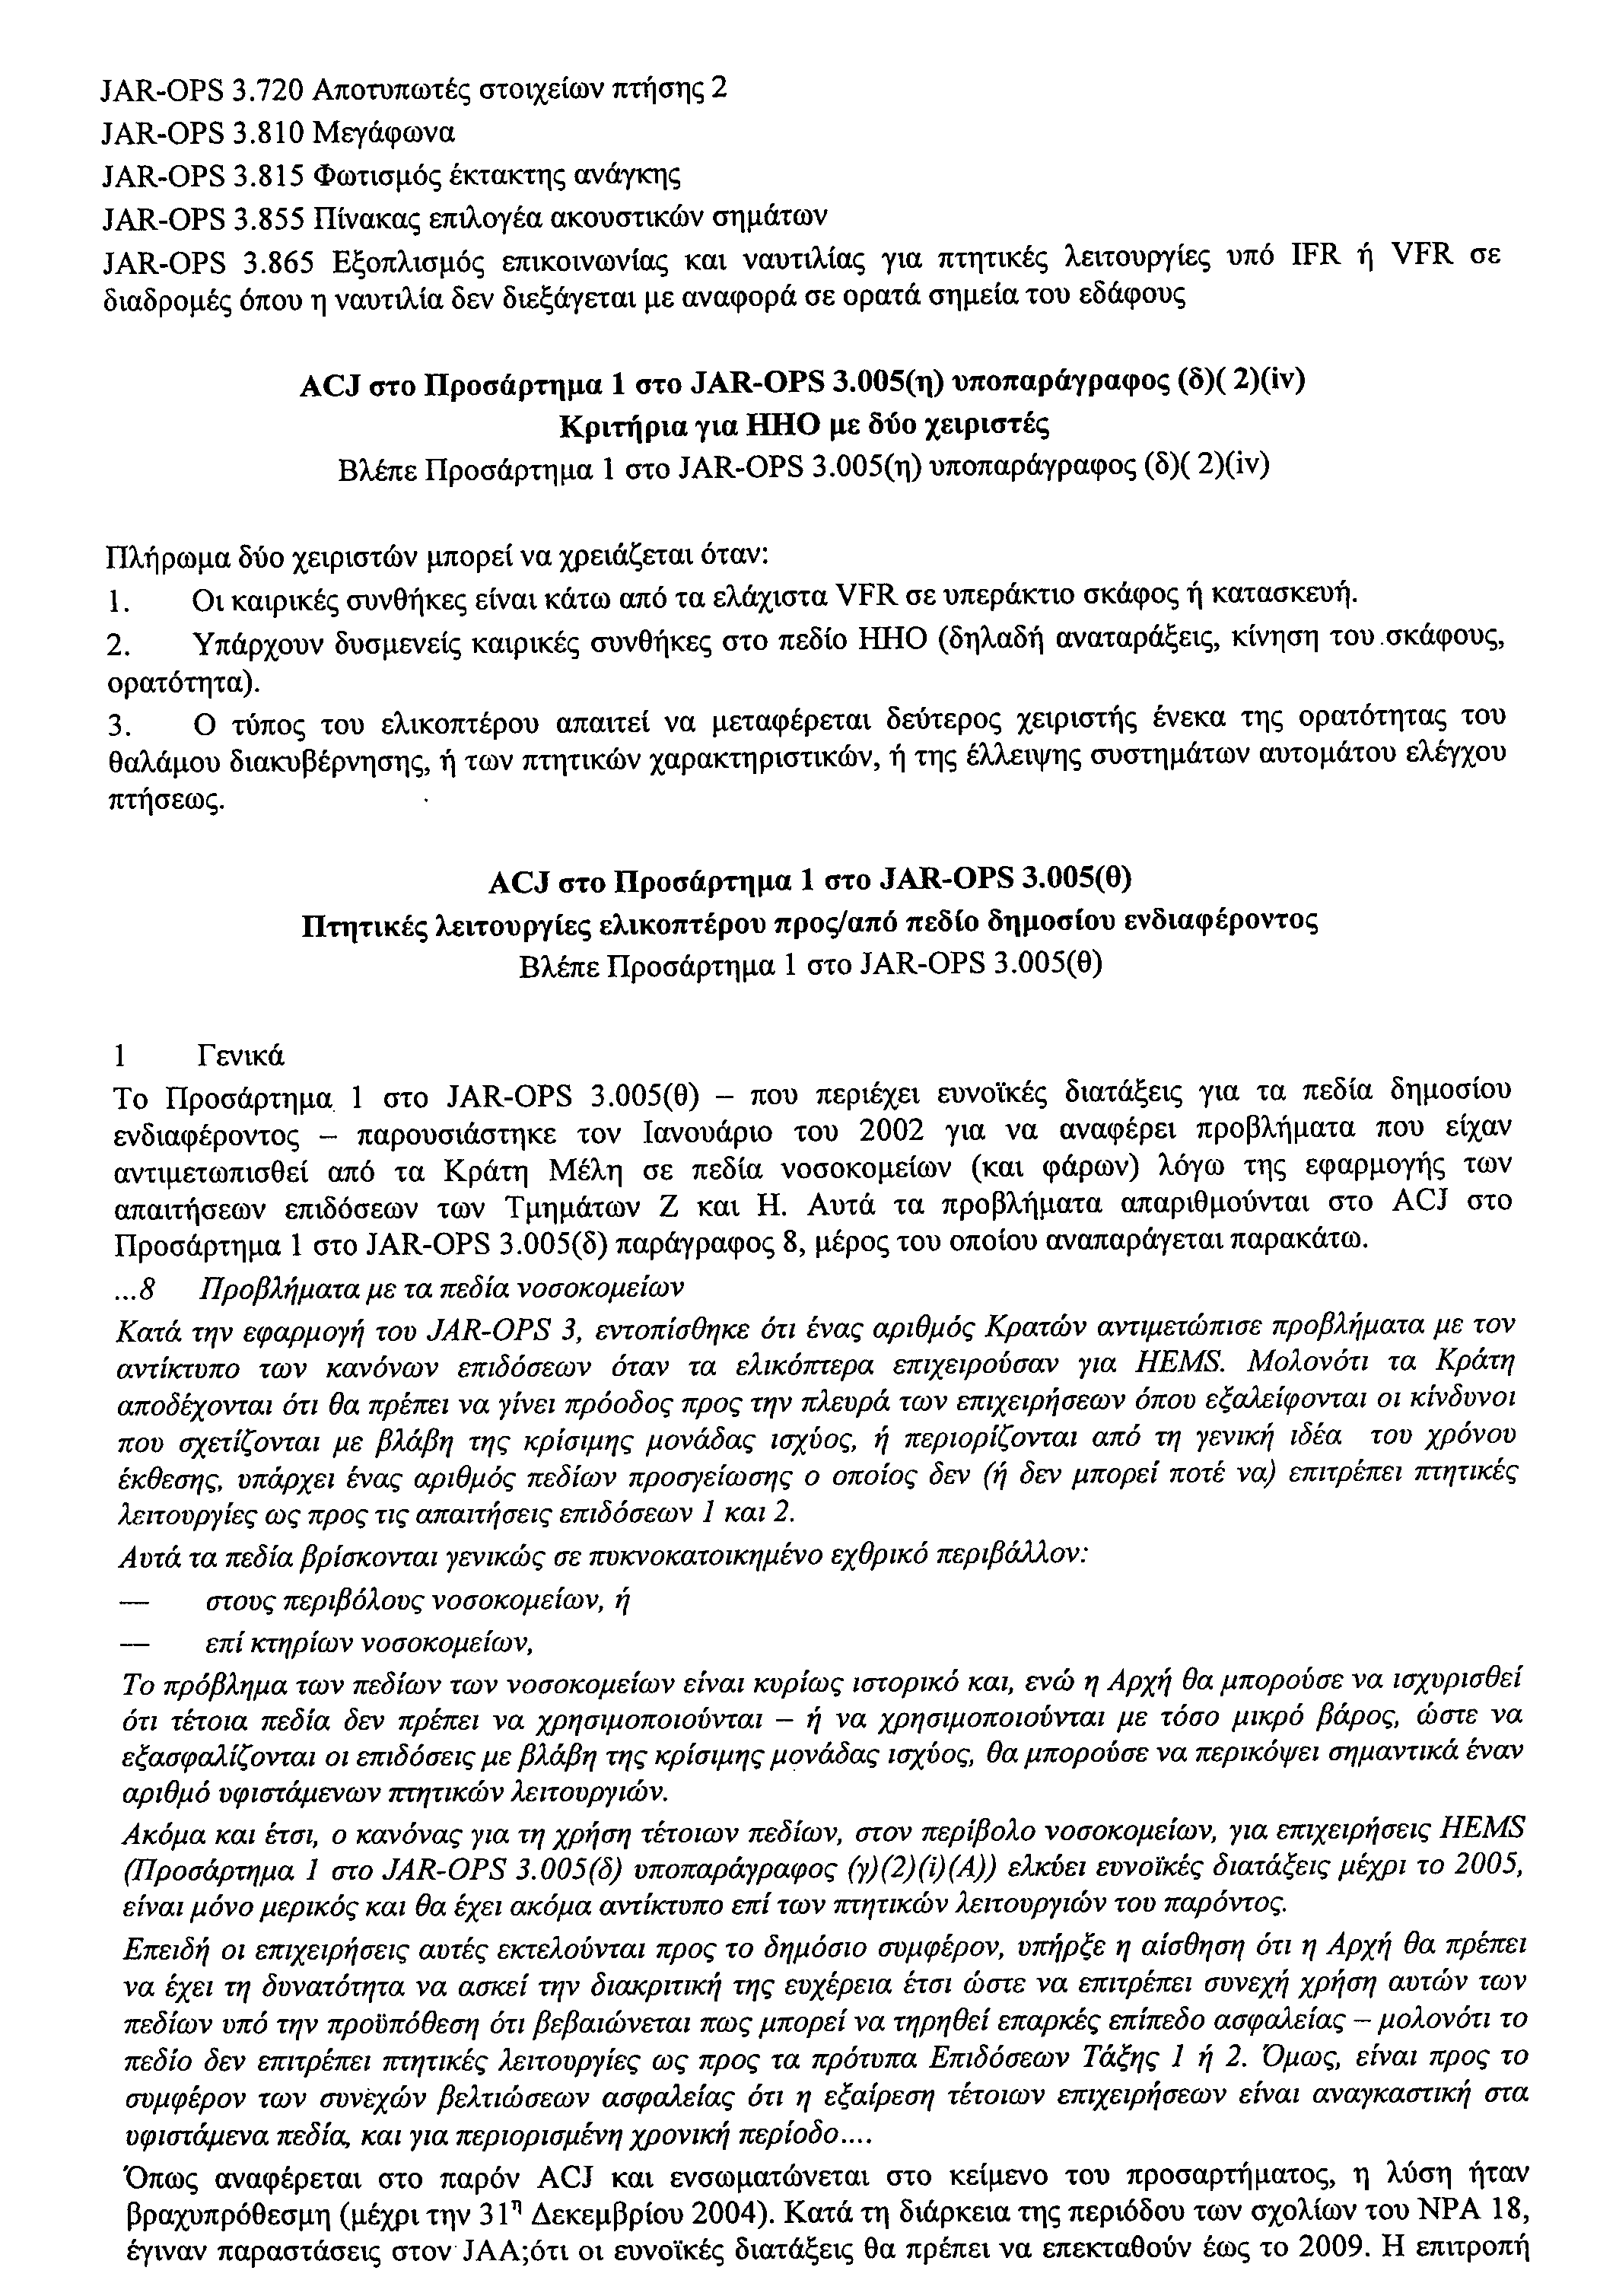 JAR-OPS 3.720 Αποτυπωτές στοιχείων πτήσης 2
JAR-OPS 3.810 Μεγάφωνα
JAR-OPS 3.815 Φωτισμός έκτακτης ανάγκης
JAR-OPS 3.855 Πίνακας επιλογέα ακουστικών σημάτων
JAR-OPS 3.865 Εξοπλισμός επικοινωνίας και ναυτιλίας για πτητικές λειτουργίες υπό IFR ή VFR σε
διαδρομές όπου η ναυτιλία δεν διεξάγεται με αναφορά σε ορατά σημεία του εδάφους
ACJ στο Προσάρτημα 1 στο JAR-OPS 3.005(η) υποπαράγραφος (δ)( 2)(iv)
Κριτήρια για HHO με δύο χειριστές
Βλέπε Προσάρτημα 1 στο JAR-OPS 3.005(η) υποπαράγραφος (δ)( 2)(iv)
Πλήρωμα δύο χειριστών μπορεί να χρειάζεται όταν:
1. Οι καιρικές συνθήκες είναι κάτω από τα ελάχιστα VFR σε υπεράκτιο σκάφος ή κατασκευή.
2. Υπάρχουν δυσμενείς καιρικές συνθήκες στο πεδίο HHO (δηλαδή αναταράξεις, κίνηση του σκάφους,
ορατότητα).
3. Ο τύπος του ελικοπτέρου απαιτεί να μεταφέρεται δεύτερος χειριστής ένεκα της ορατότητας του
θαλάμου διακυβέρνησης, ή των πτητικών χαρακτηριστικών, ή της έλλειψης συστημάτων αυτομάτου ελέγχου
πτήσεως.
ACJ στο Προσάρτημα 1 στο JAR-OPS 3.005(θ)
Πτητικές λειτουργίες ελικοπτέρου προς/από πεδίο δημοσίου ενδιαφέροντος
Βλέπε Προσάρτημα 1 στο JAR-OPS 3.005(θ)
1 Γενικά
Το Προσάρτημα 1 στο JAR-OPS 3.005(θ) – που περιέχει ευνοϊκές διατάξεις για τα πεδία δημοσίου
ενδιαφέροντος – παρουσιάστηκε τον Ιανουάριο του 2002 για να αναφέρει προβλήματα που είχαν
αντιμετωπισθεί από τα Κράτη Μέλη σε πεδία νοσοκομείων (και φάρων) λόγω της εφαρμογής των
απαιτήσεων επιδόσεων των Τμημάτων Ζ και Η. Αυτά τα προβλήματα απαριθμούνται στο ACJ στο
Προσάρτημα 1 στο JAR-OPS 3.005(δ) παράγραφος 8, μέρος του οποίου αναπαράγεται παρακάτω.
...8 Προβλήματα με τα πεδία νοσοκομείων
Κατά την εφαρμογή του JAR-OPS 3, εντοπίσθηκε ότι ένας αριθμός Κρατών αντιμετώπισε προβλήματα με τον
αντίκτυπο των κανόνων επιδόσεων όταν τα ελικόπτερα επιχειρούσαν για HEMS. Μολονότι τα Κράτη
αποδέχονται ότι θα πρέπει να γίνει πρόοδος προς την πλευρά των επιχειρήσεων όπου εξαλείφονται οι κίνδυνοι
που σχετίζονται με βλάβη της κρίσιμης μονάδας ισχύος, ή περιορίζονται από τη γενική ιδέα του χρόνου
έκθεσης, υπάρχει ένας αριθμός πεδίων προσγείωσης ο οποίος δεν (ή δεν μπορεί ποτέ να) επιτρέπει πτητικές
λειτουργίες ως προς τις απαιτήσεις επιδόσεων 1 και 2.
Αυτά τα πεδία βρίσκονται γενικώς σε πυκνοκατοικημένο εχθρικό περιβάλλον:
— στους περιβόλους νοσοκομείων, ή
— επί κτηρίων νοσοκομείων,
Το πρόβλημα των πεδίων των νοσοκομείων είναι κυρίως ιστορικό και, ενώ η Αρχή θα μπορούσε να ισχυρισθεί
ότι τέτοια πεδία δεν πρέπει να χρησιμοποιούνται – ή να χρησιμοποιούνται με τόσο μικρό βάρος, ώστε να
εξασφαλίζονται οι επιδόσεις με βλάβη της κρίσιμης μονάδας ισχύος, θα μπορούσε να περικόψει σημαντικά έναν
αριθμό υφιστάμενων πτητικών λειτουργιών.
Ακόμα και έτσι, ο κανόνας για τη χρήση τέτοιων πεδίων, στον περίβολο νοσοκομείων, για επιχειρήσεις HEMS
(Προσάρτημα 1 στο JAR-OPS 3.005(δ) υποπαράγραφος (γ)(2)(i)(Α)) ελκύει ευνοϊκές διατάξεις μέχρι το 2005,
είναι μόνο μερικός και θα έχει ακόμα αντίκτυπο επί των πτητικών λειτουργιών του παρόντος.
Επειδή οι επιχειρήσεις αυτές εκτελούνται προς το δημόσιο συμφέρον, υπήρξε η αίσθηση ότι η Αρχή θα πρέπει
να έχει τη δυνατότητα να ασκεί την διακριτική της ευχέρεια έτσι ώστε να επιτρέπει συνεχή χρήση αυτών των
πεδίων υπό την προϋπόθεση ότι βεβαιώνεται πως μπορεί να τηρηθεί επαρκές επίπεδο ασφαλείας – μολονότι το
πεδίο δεν επιτρέπει πτητικές λειτουργίες ως προς τα πρότυπα Επιδόσεων Τάξης 1 ή 2. Όμως, είναι προς το
συμφέρον των συνεχών βελτιώσεων ασφαλείας ότι η εξαίρεση τέτοιων επιχειρήσεων είναι αναγκαστική στα
υφιστάμενα πεδία, και για περιορισμένη χρονική περίοδο....
Όπως αναφέρεται στο παρόν ACJ και ενσωματώνεται στο κείμενο του προσαρτήματος, η λύση ήταν
βραχυπρόθεσμη (μέχρι την 31η Δεκεμβρίου 2004). Κατά τη διάρκεια της περιόδου των σχολίων του NPA 18,
έγιναν παραστάσεις στον JAA;ότι οι ευνοϊκές διατάξεις θα πρέπει να επεκταθούν έως το 2009. Η επιτροπή